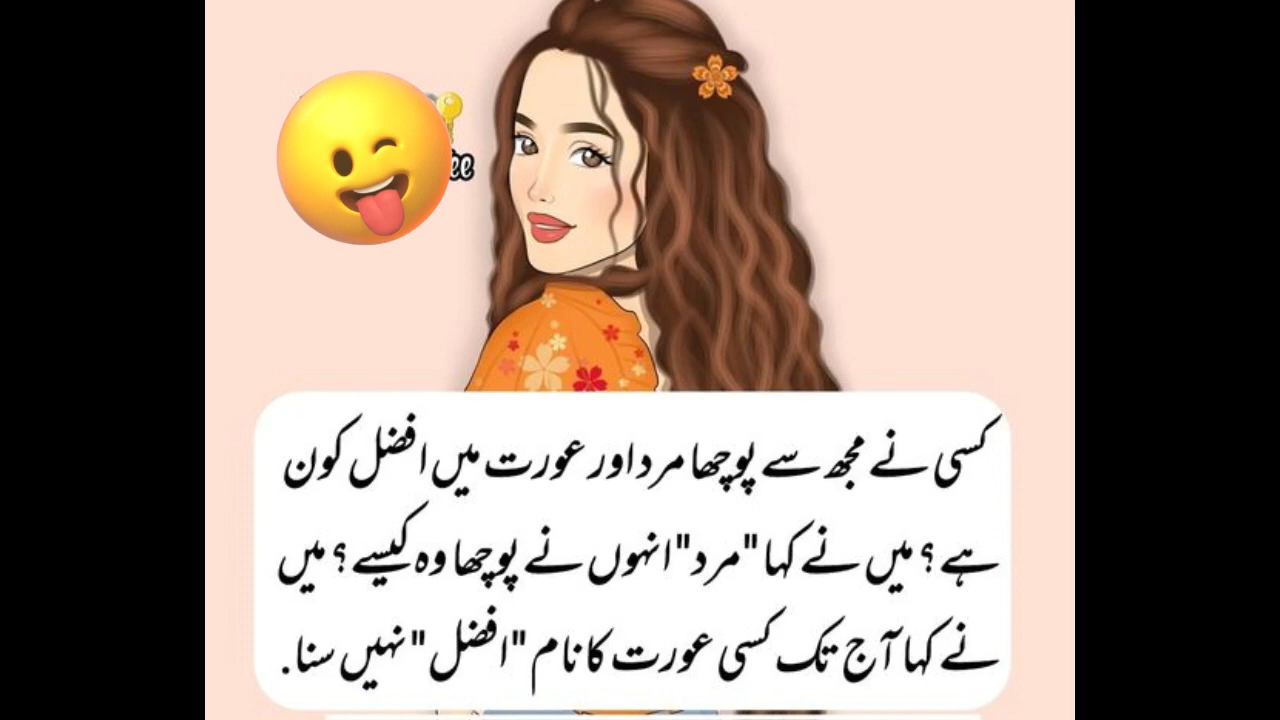 کسی نے مجھ سے پوچھا مرد اور عورت میں افضل کون
ہے؟ میں نے کہا "مرد" انہوں نے پوچھا وہ کیسے؟ میں
نے کہا آج تک کسی عورت کا نام "افضل" نہیں سنا.